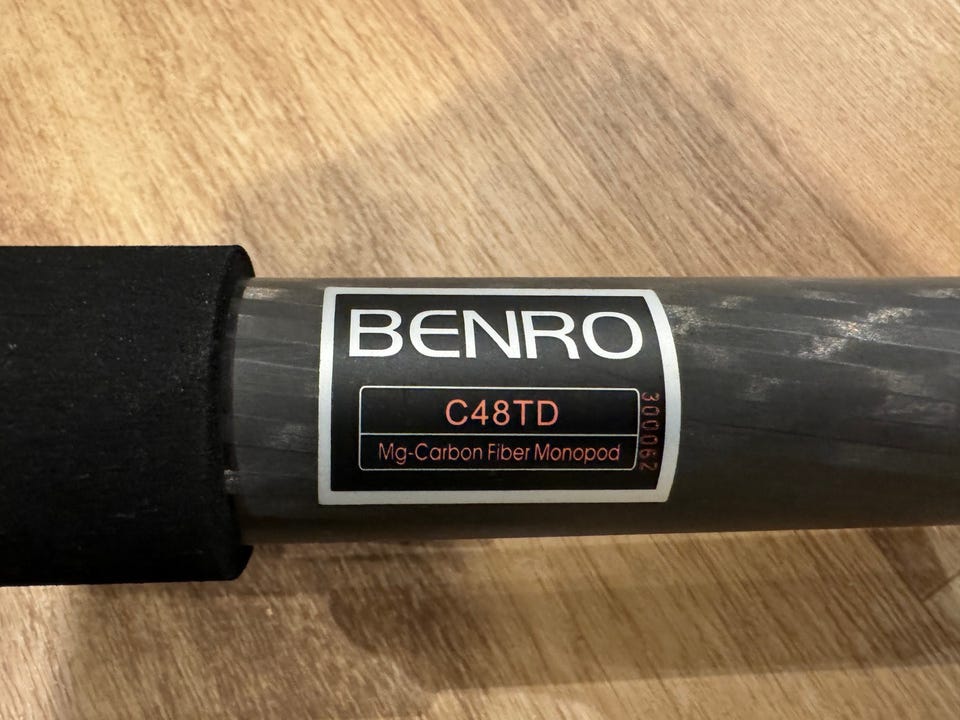 BENRO
C48TD
Mg-Carbon Fiber Monopod
300062